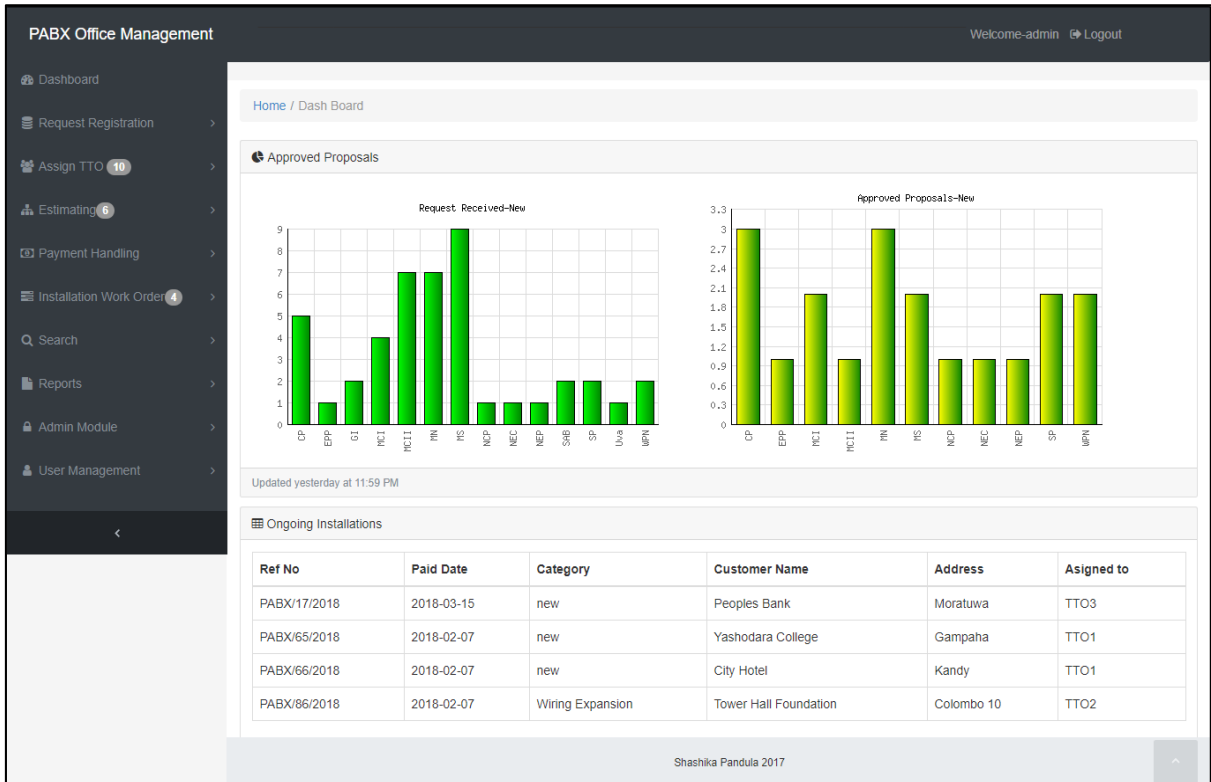 PABX Office Management
Welcome-admin Logout
Dashboard
Request Registration
Assign TTO 10
Estimating 6
Payment Handling
Installation Work Order 4
Search
Reports
Admin Module
User Management
Home / Dash Board
Approved Proposals
Request Received-New
9
8
7
6
5
4
3
2
1
0
CP EPP GI MCI MCII MN MS NCP NEC NEP SAB SP Uva WPN
Approved Proposals-New
3.3
3
2.7
2.4
2.1
1.8
1.5
1.2
0.9
0.6
0.3
0
CP EPP MCI MCII MN MS NCP NEC NEP SP WPN
Updated yesterday at 11:59 PM
Ongoing Installations
Ref No Paid Date Category Customer Name Address Asigned to
PABX/17/2018 2018-03-15 new Peoples Bank Moratuwa TTO3
PABX/65/2018 2018-02-07 new Yashodara College Gampaha TTO1
PABX/66/2018 2018-02-07 new City Hotel Kandy TTO1
PABX/86/2018 2018-02-07 Wiring Expansion Tower Hall Foundation Colombo 10 TTO2
Shashika Pandula 2017